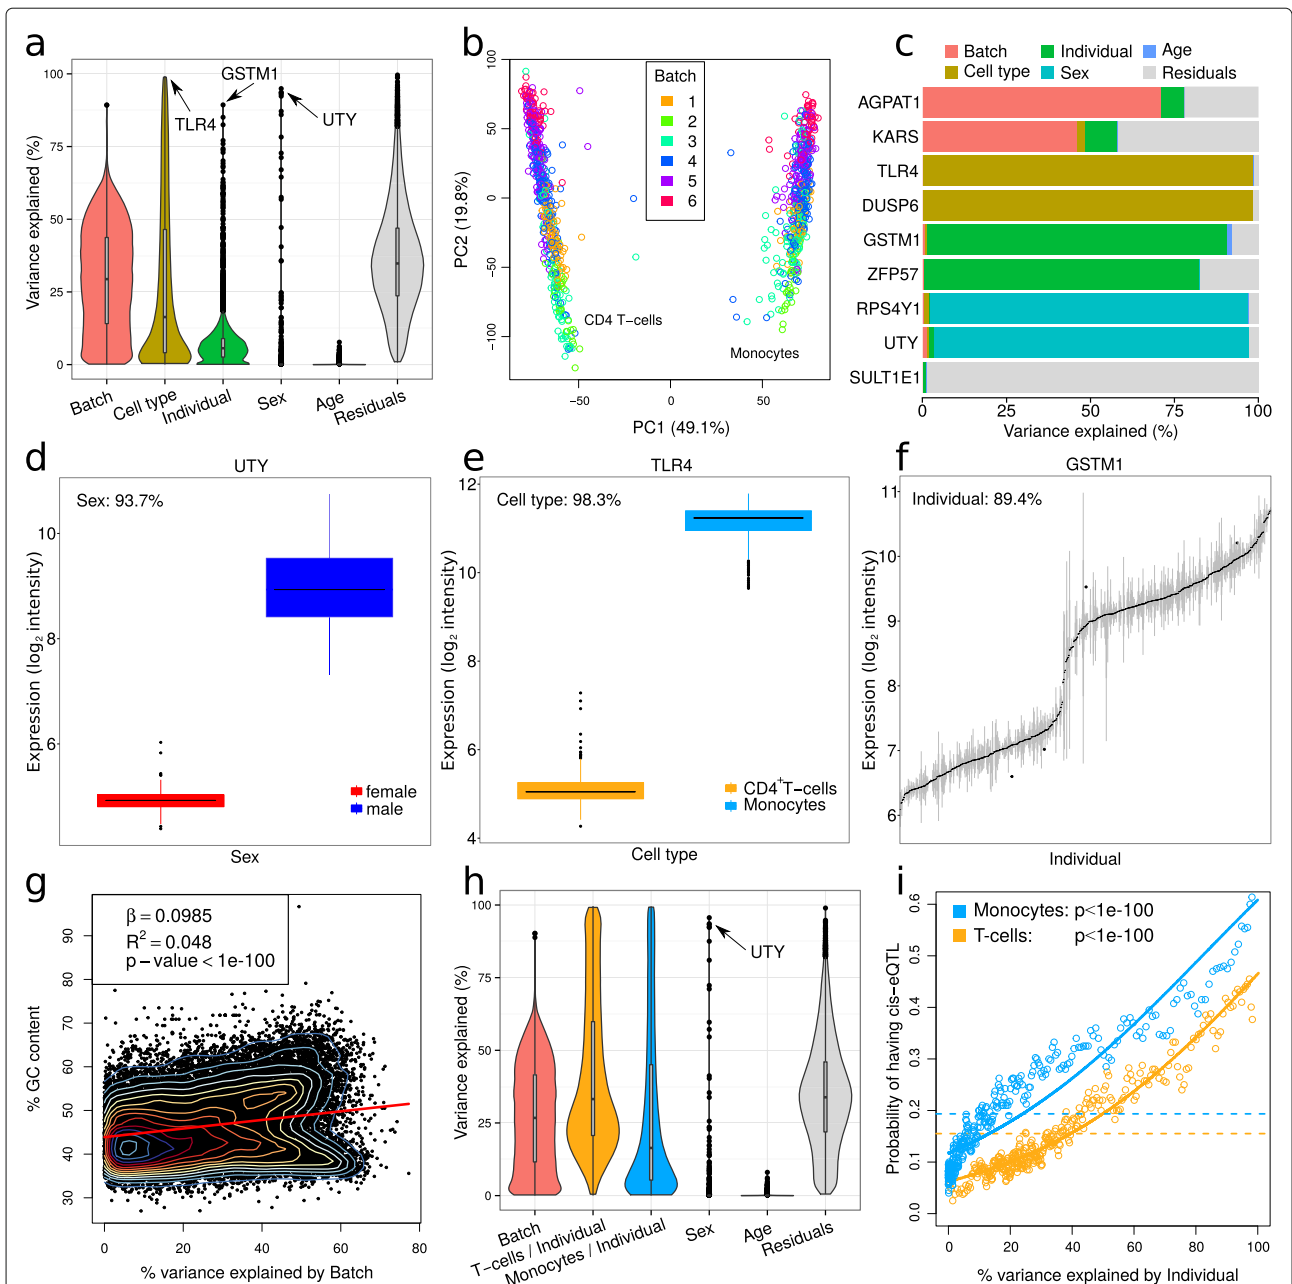 a
Variance explained (%)
100
75
50
25
0
GSTM1
TLR4
UTY
Batch
Cell type
Individual
Sex
Age
Residuals
b
PC2 (19.8%)
100
50
0
−50
−100
Batch
1
2
3
4
5
6
CD4 T−cells
Monocytes
−50
0
50
PC1 (49.1%)
c
Batch
Individual
Age
Cell type
Sex
Residuals
AGPAT1
KARS
TLR4
DUSP6
GSTM1
ZFP57
RPS4Y1
UTY
SULT1E1
0 25 50 75 100
Variance explained (%)
d
UTY
Sex: 93.7%
Expression (log2 intensity)
10
8
6
female
male
Sex
e
TLR4
Cell type: 98.3%
Expression (log2 intensity)
12
10
8
6
4
CD4+T−cells
Monocytes
Cell type
f
GSTM1
Individual: 89.4%
Expression (log2 intensity)
11
10
9
8
7
6
Individual
g
β = 0.0985
R2 = 0.048
p − value < 1e-100
% GC content
90
80
70
60
50
40
30
0 20 40 60 80
% variance explained by Batch
h
Variance explained (%)
100
75
50
25
0
UTY
Batch
T−cells / Individual
Monocytes / Individual
Sex
Age
Residuals
i
Monocytes: p<1e-100
T−cells: p<1e-100
Probability of having cis−eQTL
0.6
0.5
0.4
0.3
0.2
0.1
0.0
0 20 40 60 80 100
% variance explained by Individual